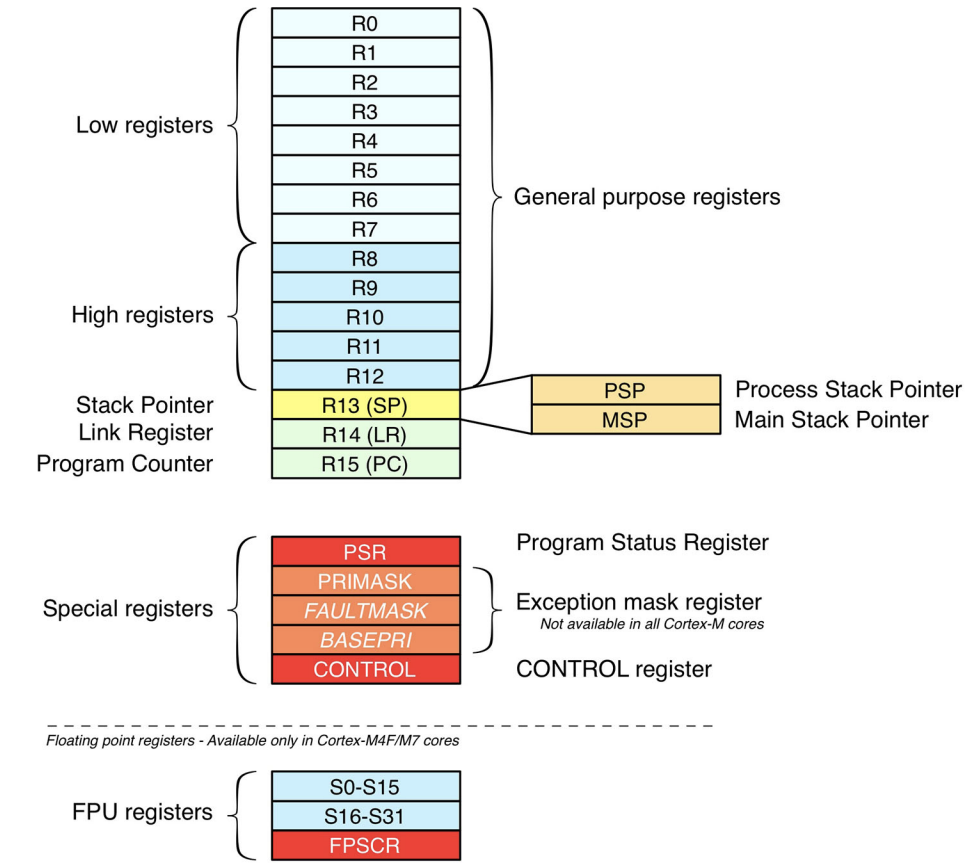 R0
R1
R2
R3
Low registers
R4
R5
R6
General purpose registers
R7
R8
R9
High registers
R10
R11
R12
PSP
Process Stack Pointer
Stack Pointer
R13 (SP)
MSP
Main Stack Pointer
Link Register
R14 (LR)
Program Counter
R15 (PC)
PSR
Program Status Register
PRIMASK
Special registers
FAULTMASK
Exception mask register
Not available in all Cortex-M cores
BASEPRI
CONTROL
CONTROL register
Floating point registers - Available only in Cortex-M4F/M7 cores
S0-S15
FPU registers
S16-S31
FPSCR